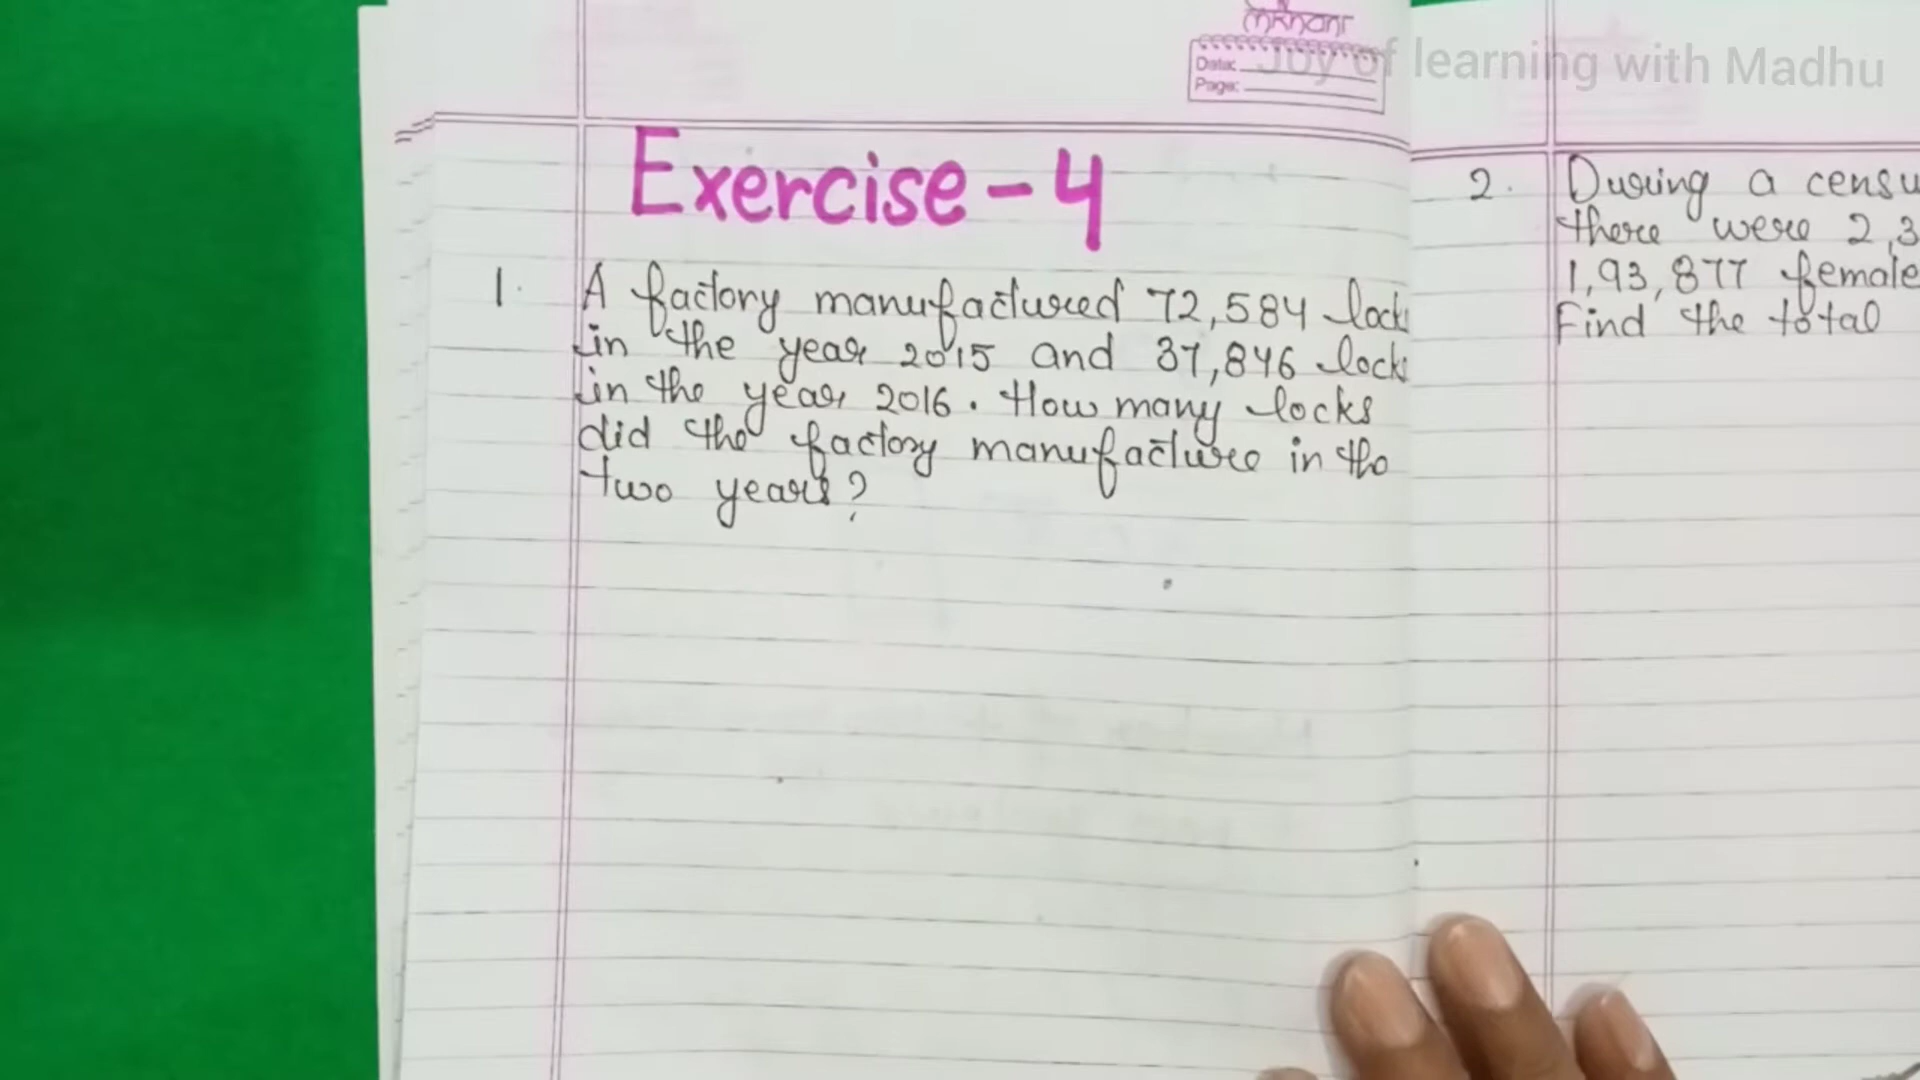 Joy of learning with Madhu
Date:
Page:
Exercise - 4
1. A factory manufactured 72,584 lock
in the year 2015 and 37,846 locks
in the year 2016. How many locks
did the factory manufacture in the
two years?
2. During a censu
there were 2,3
1,93,877 female
Find the total